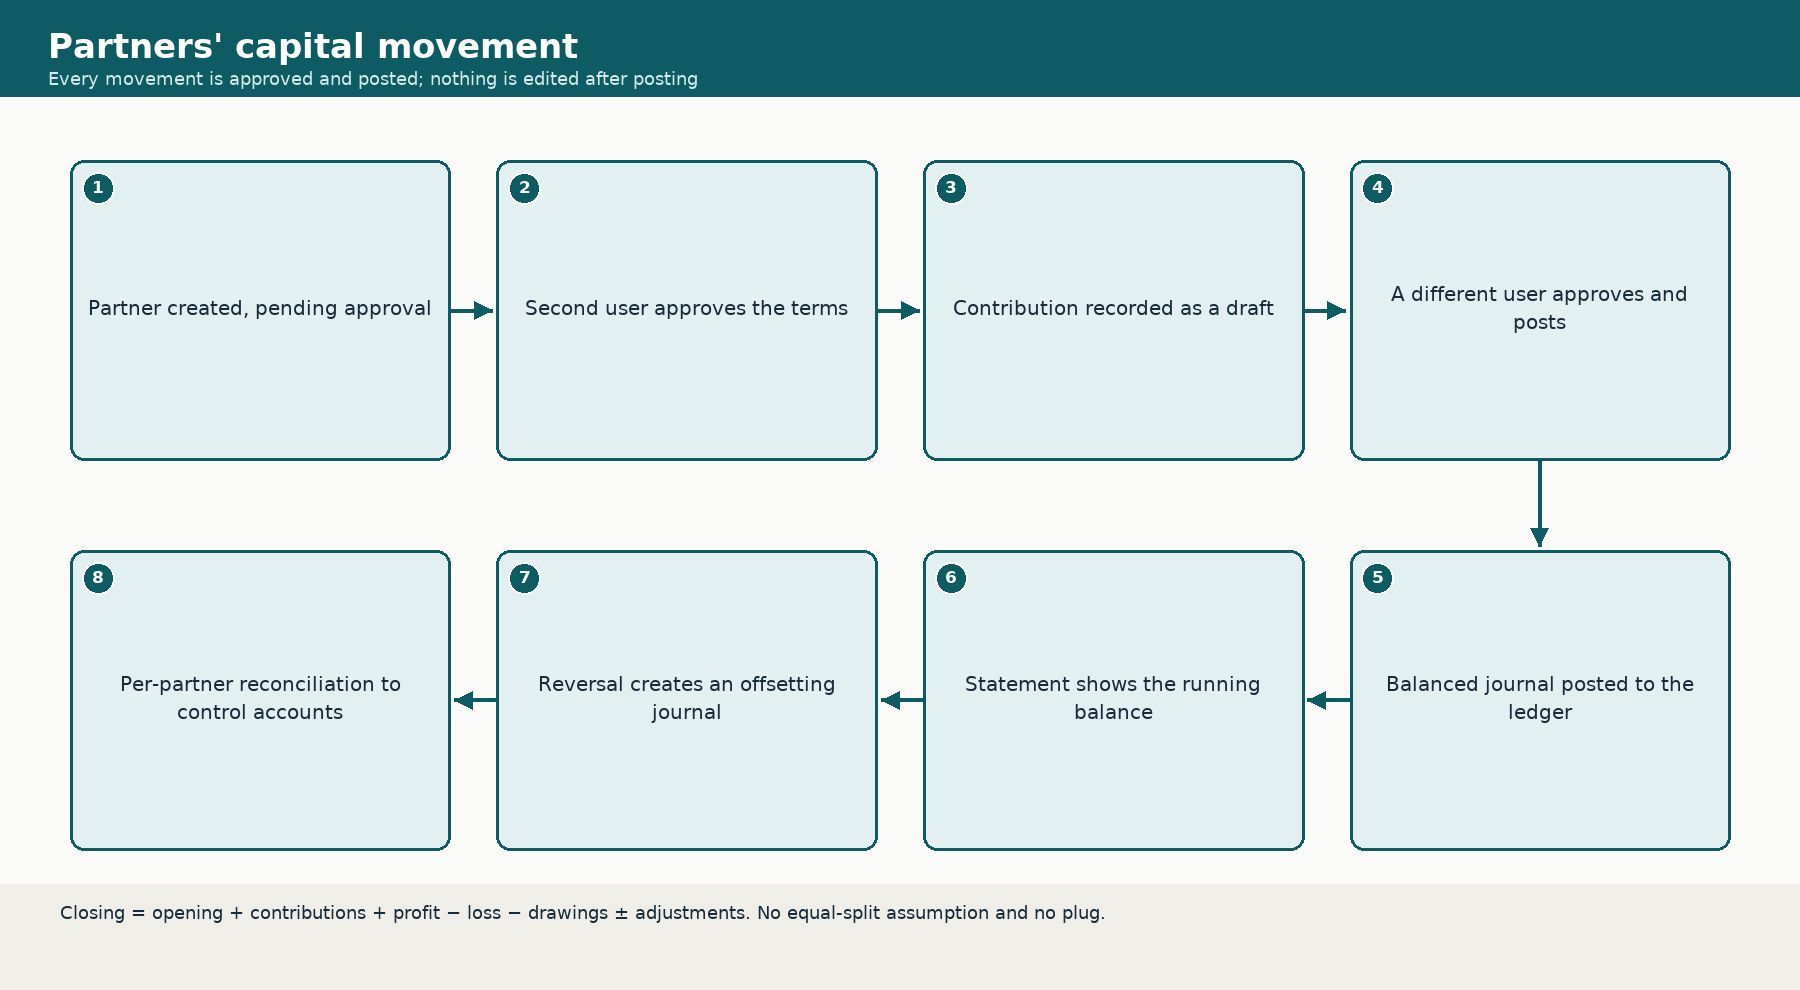 Partners' capital movement
Every movement is approved and posted; nothing is edited after posting
1
Partner created, pending approval
2
Second user approves the terms
3
Contribution recorded as a draft
4
A different user approves and
posts
5
Balanced journal posted to the
ledger
6
Statement shows the running
balance
7
Reversal creates an offsetting
journal
8
Per-partner reconciliation to
control accounts
Closing = opening + contributions + profit − loss − drawings ± adjustments. No equal-split assumption and no plug.